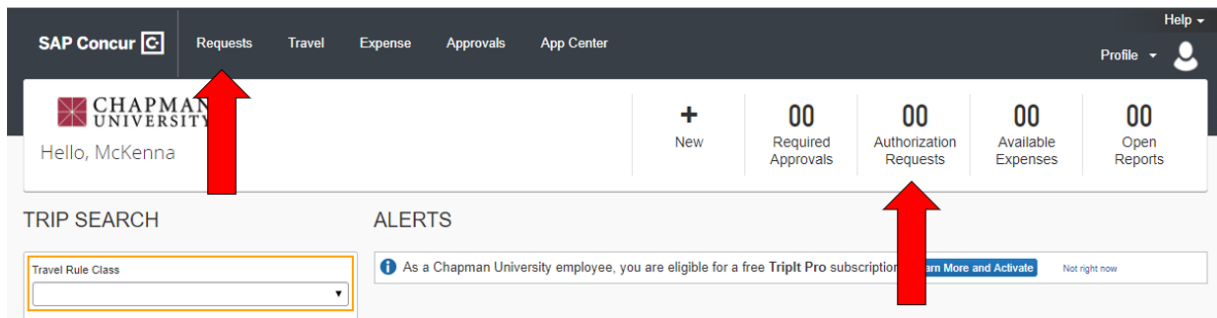 Help
SAP Concur C Requests Travel Expense Approvals App Center
Profile
CHAPMAN
UNIVERSITY
Hello, McKenna
+ 00 00 00 00
New Required Authorization Available Open
Approvals Requests Expenses Reports
TRIP SEARCH ALERTS
Travel Rule Class
As a Chapman University employee, you are eligible for a free TripIt Pro subscription More and Activate Not right now